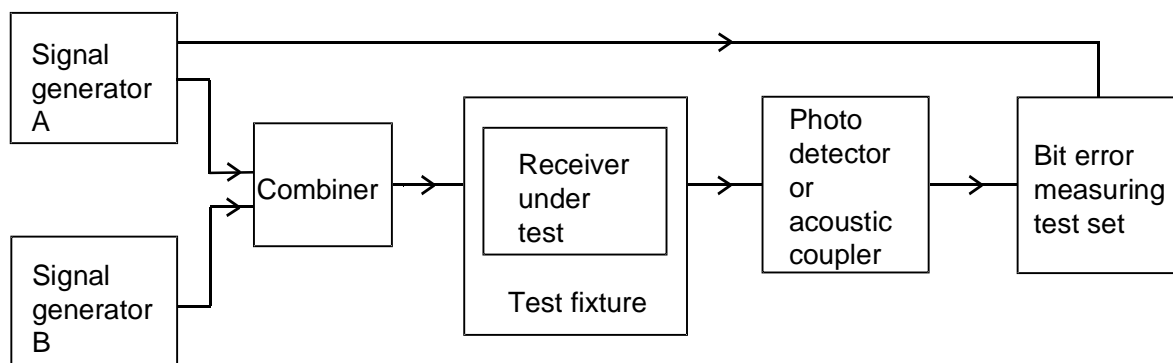 Signal
generator
A
Signal
generator
B
Combiner
Receiver
under
test
Test fixture
Photo
detector
or
acoustic
coupler
Bit error
measuring
test set